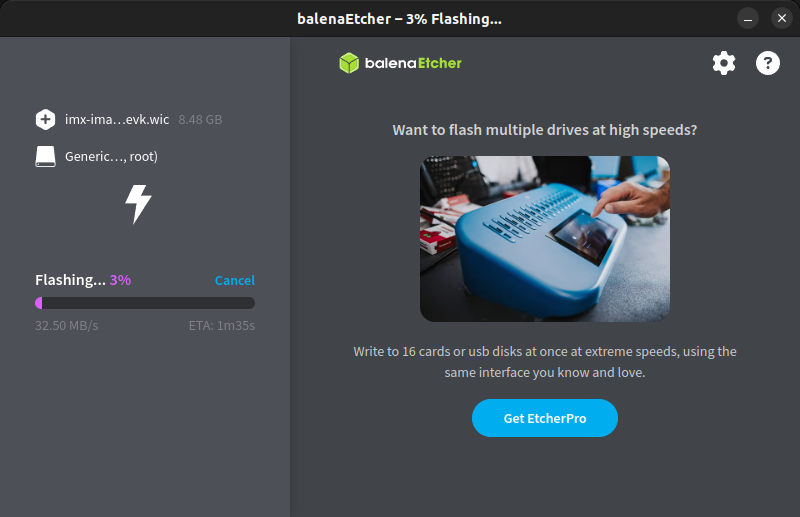 balenaEtcher – 3% Flashing...
balenaEtcher
imx-ima...evk.wic 8.48 GB
Generic..., root)
Flashing... 3% Cancel
32.50 MB/s ETA: 1m35s
Want to flash multiple drives at high speeds?
Write to 16 cards or usb disks at once at extreme speeds, using the
same interface you know and love.
Get EtcherPro